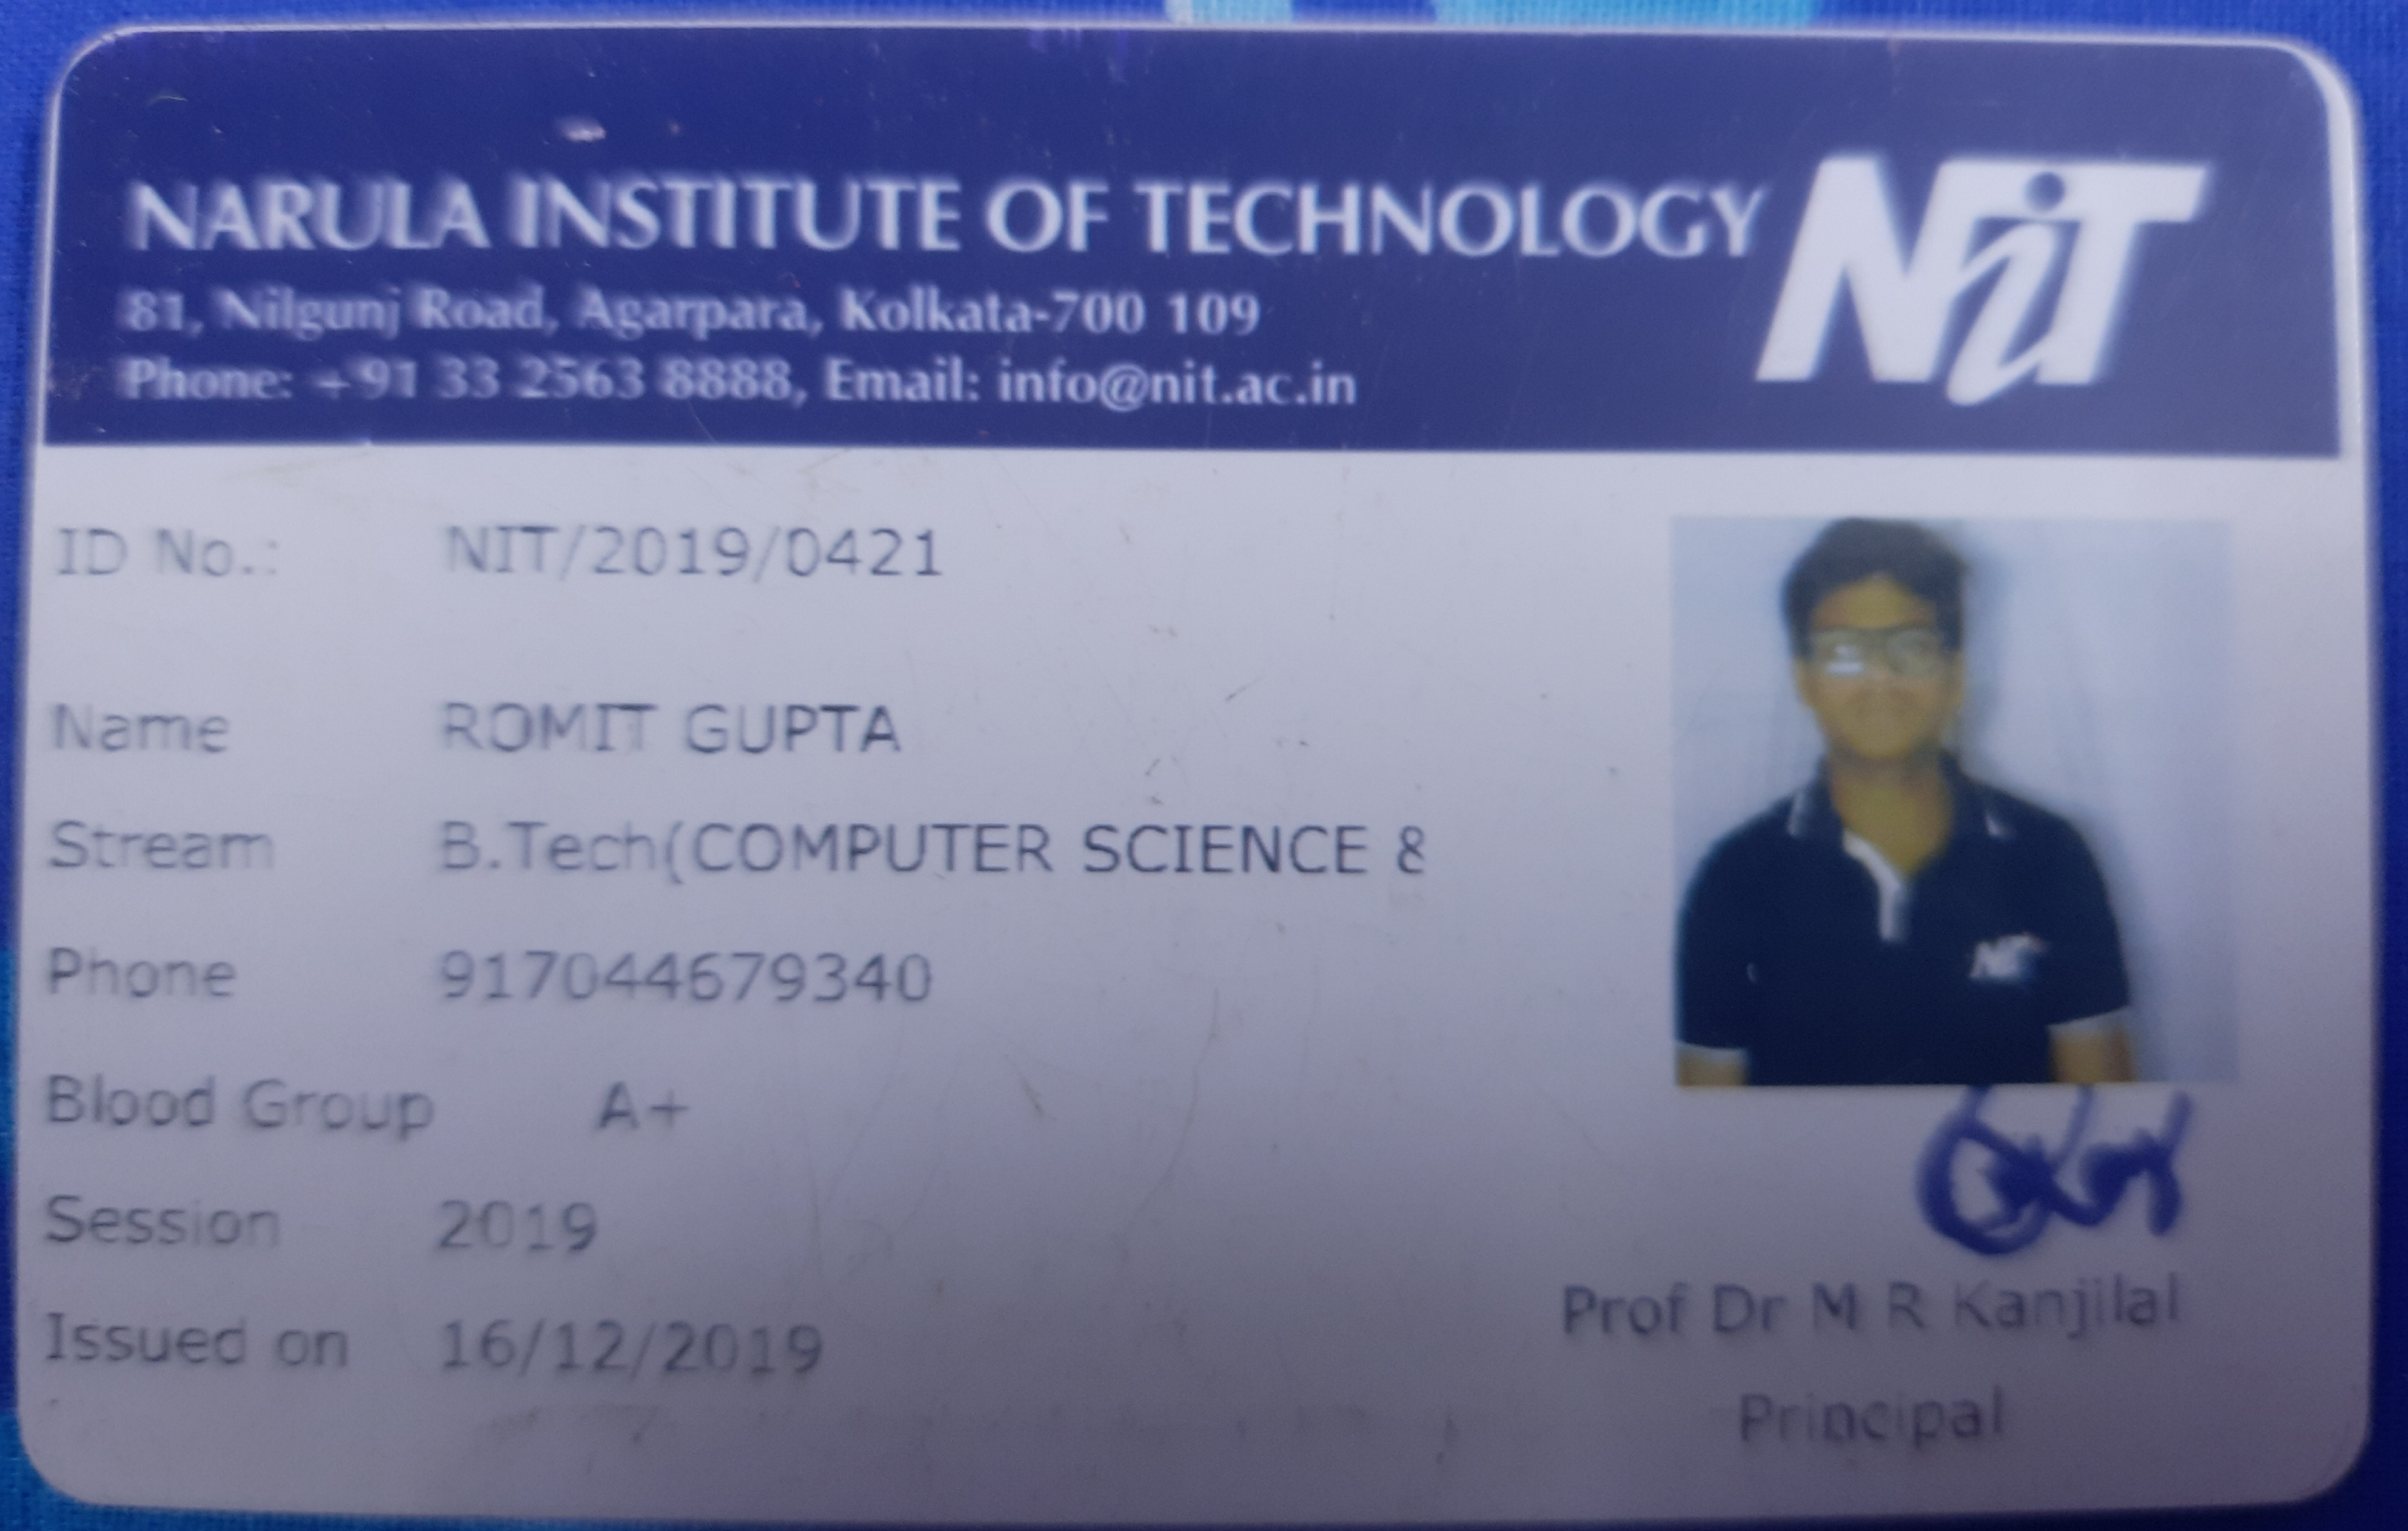 NARULA INSTITUTE OF TECHNOLOGY NiT
81, Nilgunj Road, Agarpara, Kolkata-700 109
Phone: +91 33 2563 8888, Email: info@nit.ac.in
ID No.: NIT/2019/0421
Name ROMIT GUPTA
Stream B.Tech(COMPUTER SCIENCE &
Phone 917044679340
NiT
Blood Group A+
Session 2019
Issued on 16/12/2019
Prof Dr M R Kanjilal
Principal